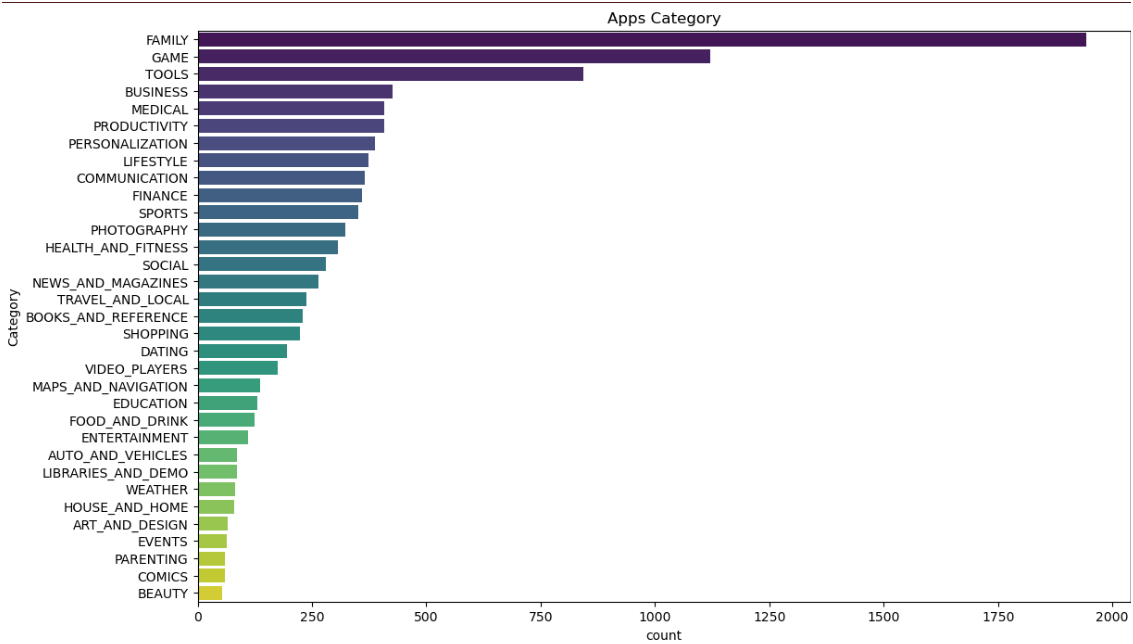 Apps Category
Category
FAMILY
GAME
TOOLS
BUSINESS
MEDICAL
PRODUCTIVITY
PERSONALIZATION
LIFESTYLE
COMMUNICATION
FINANCE
SPORTS
PHOTOGRAPHY
HEALTH_AND_FITNESS
SOCIAL
NEWS_AND_MAGAZINES
TRAVEL_AND_LOCAL
BOOKS_AND_REFERENCE
SHOPPING
DATING
VIDEO_PLAYERS
MAPS_AND_NAVIGATION
EDUCATION
FOOD_AND_DRINK
ENTERTAINMENT
AUTO_AND_VEHICLES
LIBRARIES_AND_DEMO
WEATHER
HOUSE_AND_HOME
ART_AND_DESIGN
EVENTS
PARENTING
COMICS
BEAUTY
0 250 500 750 1000 1250 1500 1750 2000
count